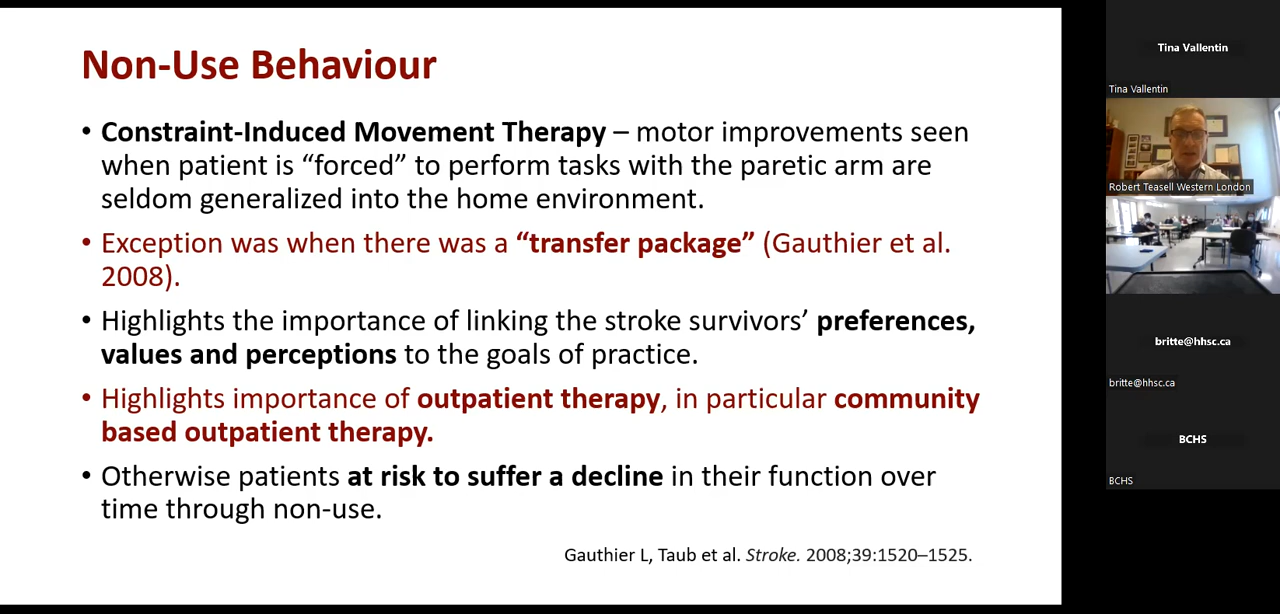 Non-Use Behaviour
• Constraint-Induced Movement Therapy – motor improvements seen
when patient is “forced” to perform tasks with the paretic arm are
seldom generalized into the home environment.
• Exception was when there was a “transfer package” (Gauthier et al.
2008).
• Highlights the importance of linking the stroke survivors’ preferences,
values and perceptions to the goals of practice.
• Highlights importance of outpatient therapy, in particular community
based outpatient therapy.
• Otherwise patients at risk to suffer a decline in their function over
time through non-use.
Gauthier L, Taub et al. Stroke. 2008;39:1520–1525.
Tina Vallentin
Tina Vallentin
Robert Teasell Western London
britte@hhsc.ca
britte@hhsc.ca
BCHS
BCHS